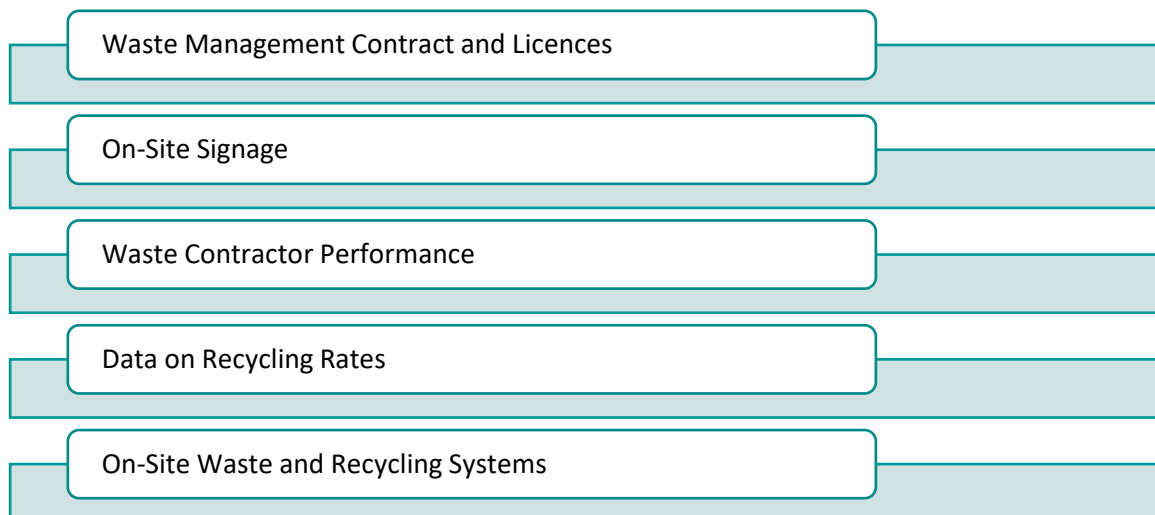 Waste Management Contract and Licences
On-Site Signage
Waste Contractor Performance
Data on Recycling Rates
On-Site Waste and Recycling Systems